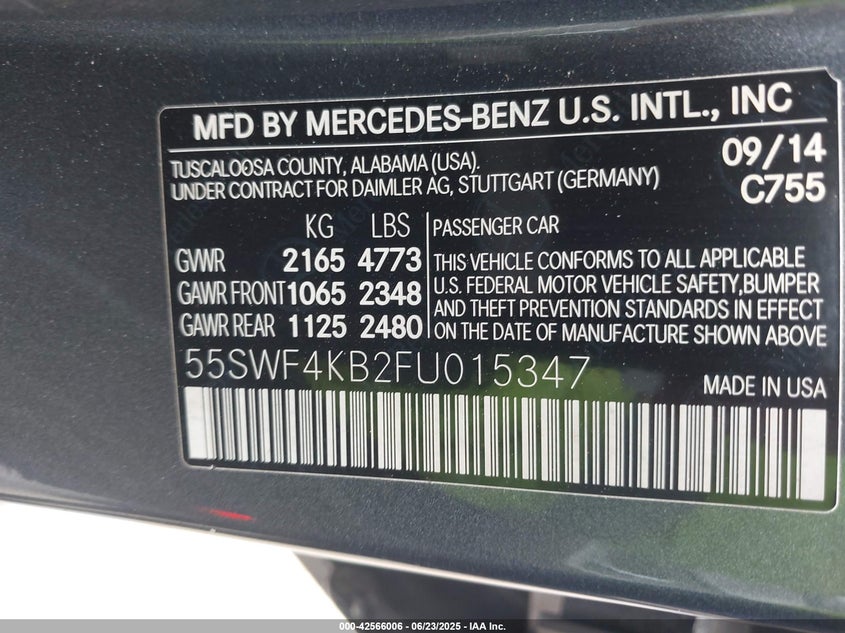 MFD BY MERCEDES-BENZ U.S. INTL., INC
TUSCALOOSA COUNTY, ALABAMA (USA). 09/14
UNDER CONTRACT FOR DAIMLER AG, STUTTGART (GERMANY) C755
KG LBS
GVWR 2165 4773
GAWR FRONT 1065 2348
GAWR REAR 1125 2480
PASSENGER CAR
THIS VEHICLE CONFORMS TO ALL APPLICABLE
U.S. FEDERAL MOTOR VEHICLE SAFETY,BUMPER
AND THEFT PREVENTION STANDARDS IN EFFECT
ON THE DATE OF MANUFACTURE SHOWN ABOVE
55SWF4KB2FU015347 MADE IN USA
000-42566006 - 06/23/2025 - IAA Inc.